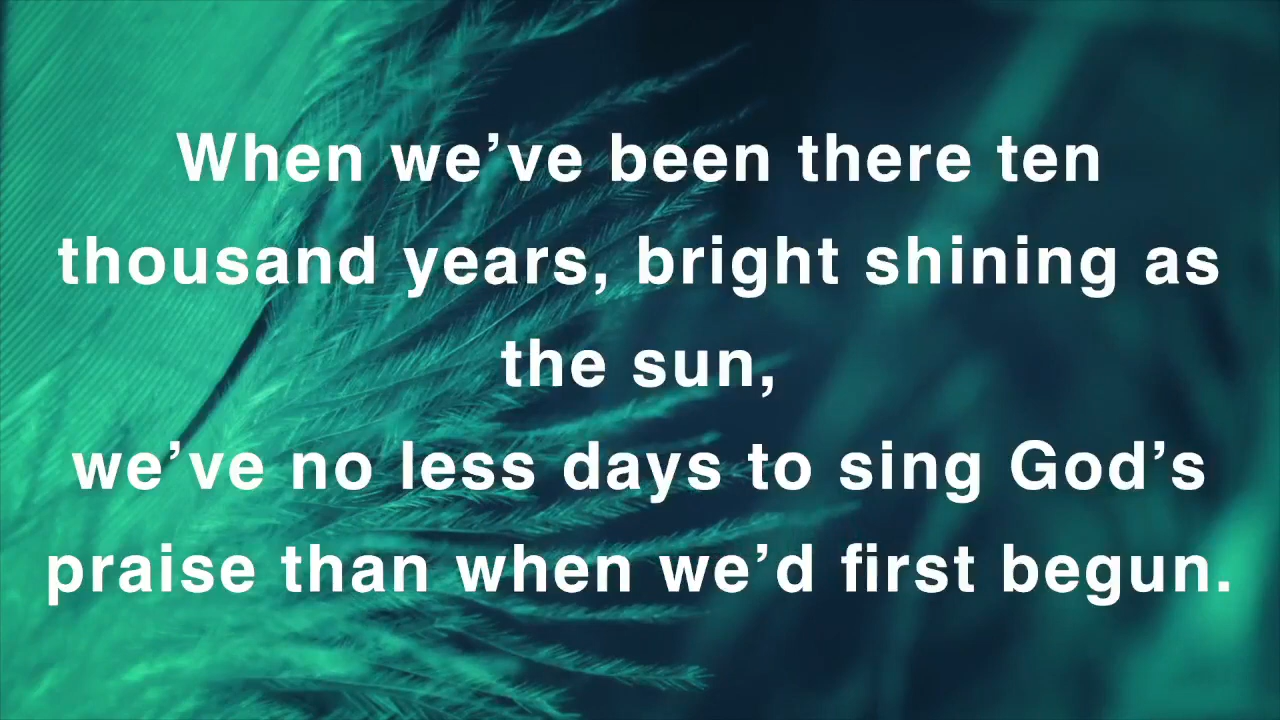 When we’ve been there ten
thousand years, bright shining as
the sun,
we’ve no less days to sing God’s
praise than when we’d first begun.